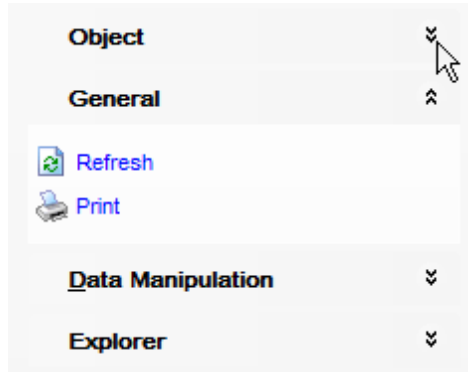 Object
General
Refresh
Print
Data Manipulation
Explorer